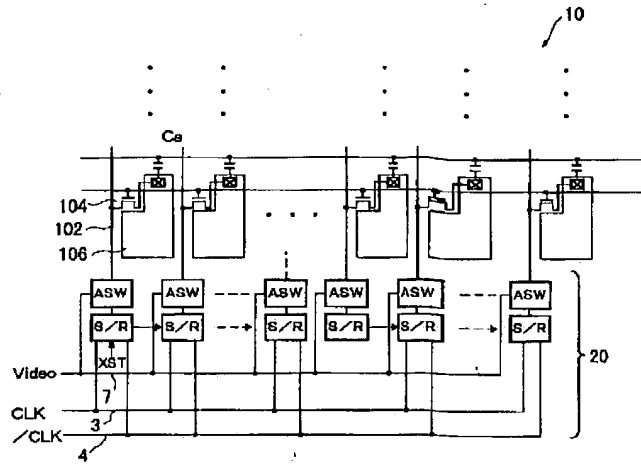 10
Cs
104
102
106
ASW ASW ASW ASW ASW ASW
S/R S/R S/R S/R S/R S/R
20
XST
Video
7
CLK
3
/CLK
4